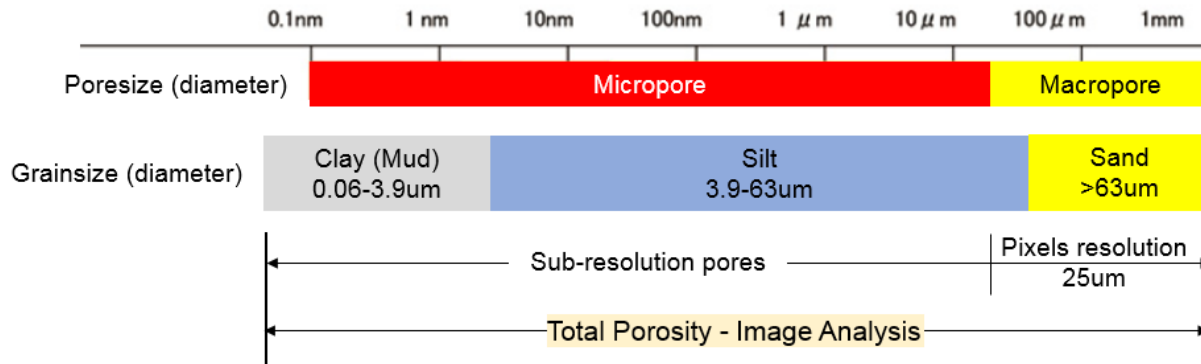 0.1nm 1 nm 10nm 100nm 1 μm 10 μm 100 μm 1mm
Poresize (diameter) Micropore Macropore
Grainsize (diameter)
Clay (Mud)
0.06-3.9um
Silt
3.9-63um
Sand
>63um
Sub-resolution pores
Pixels resolution
25um
Total Porosity - Image Analysis